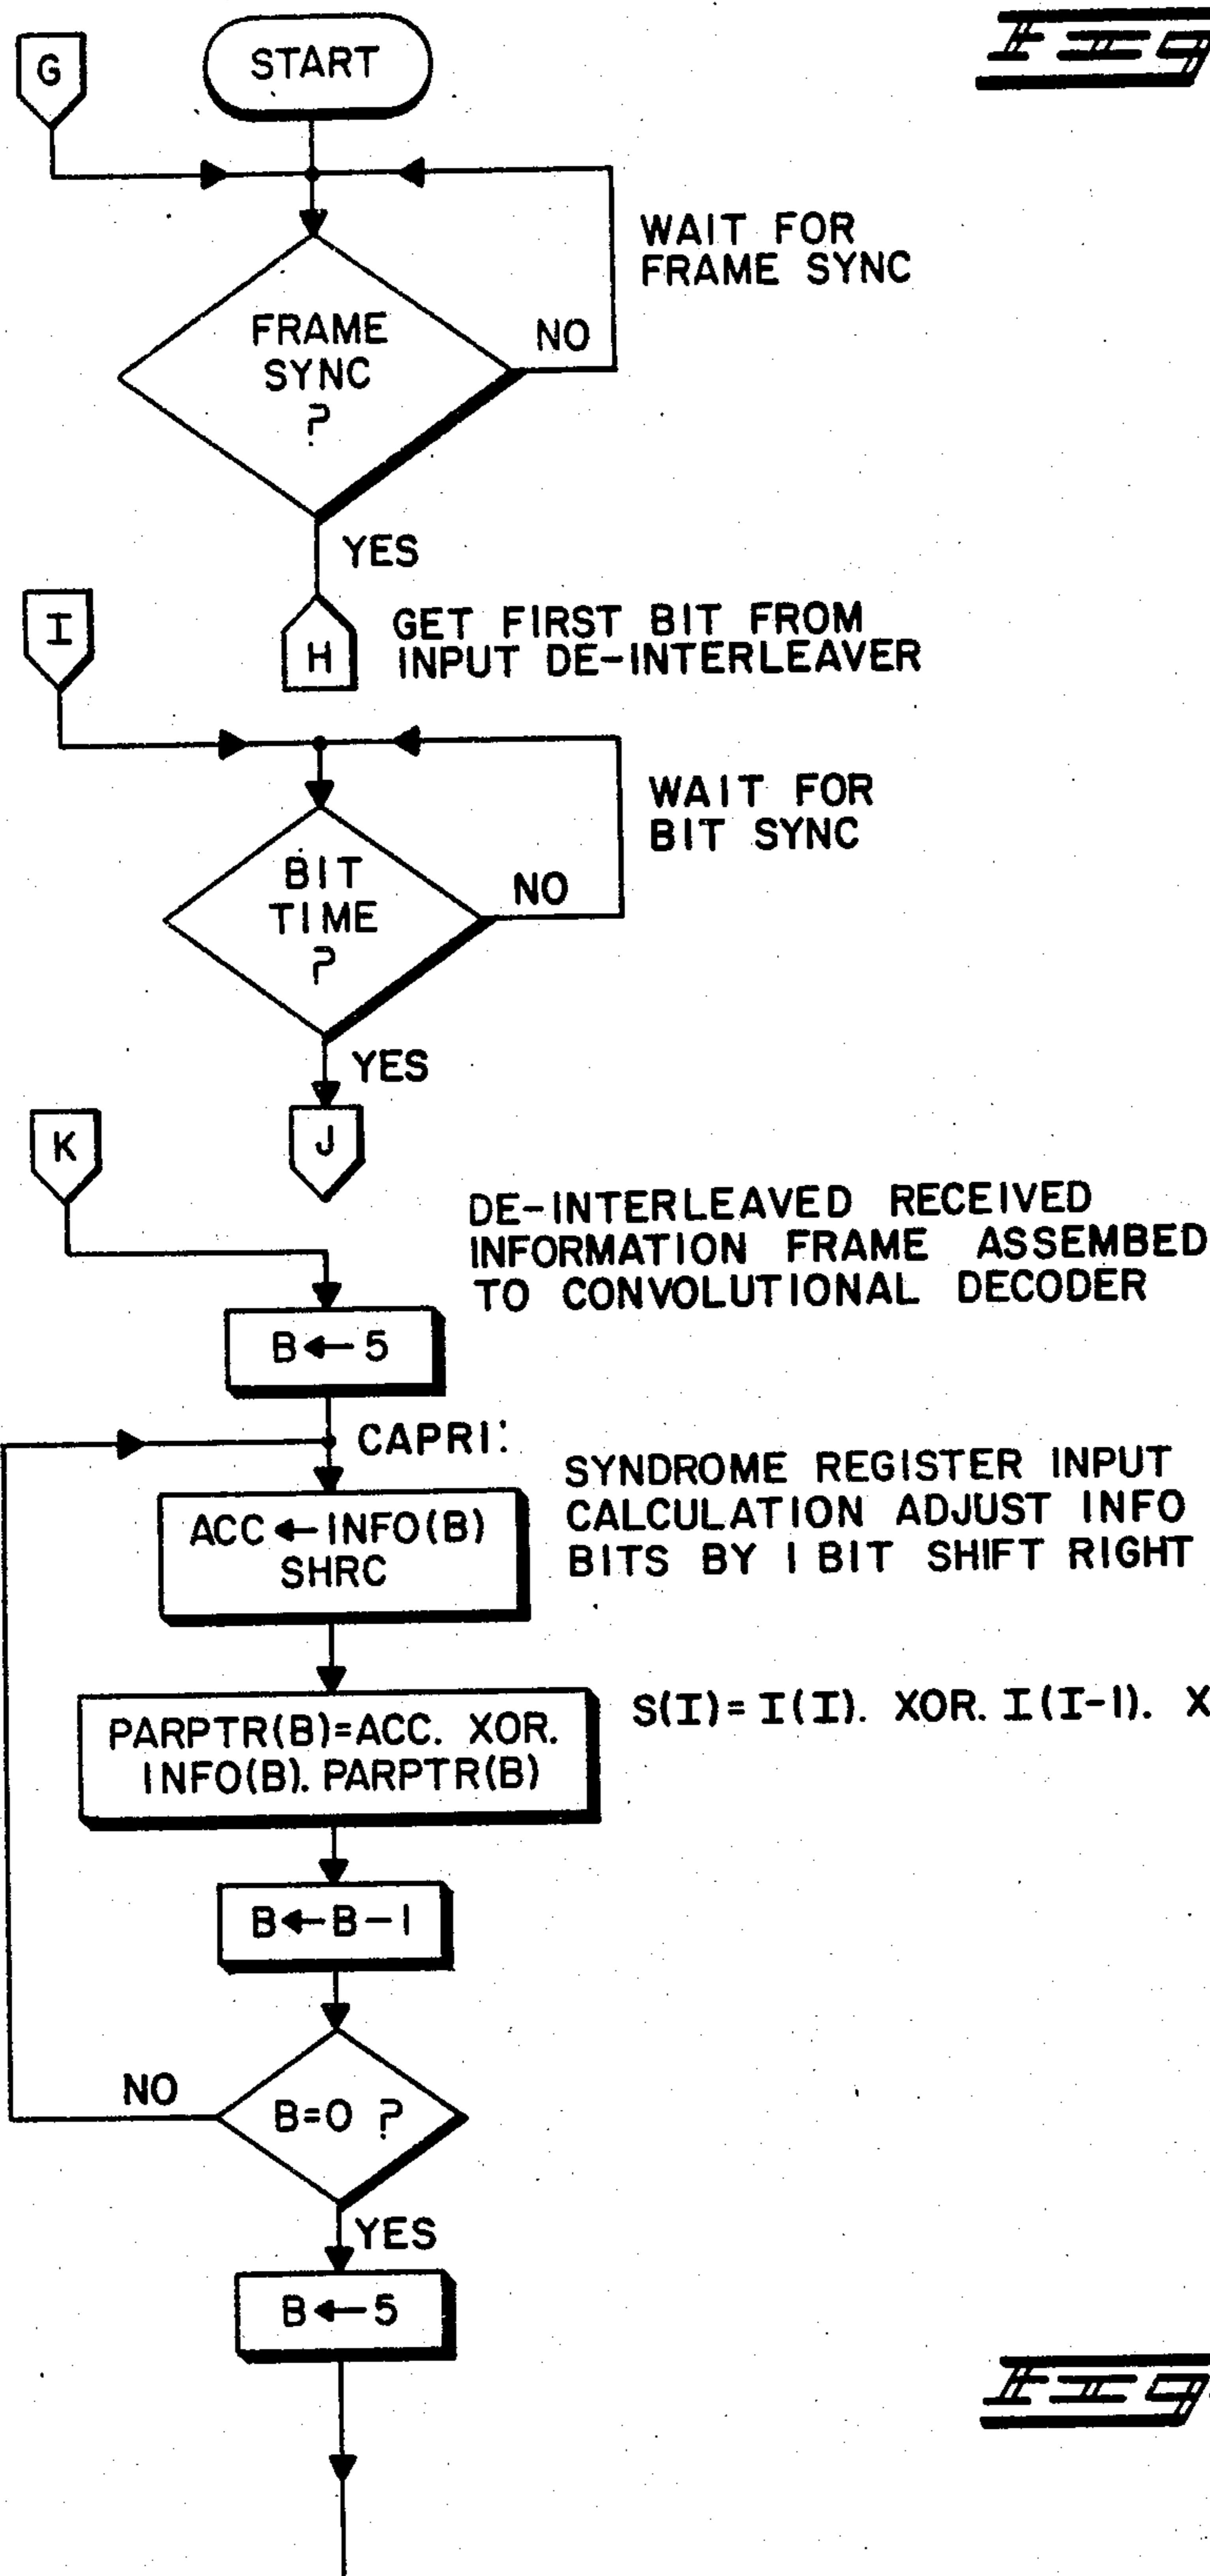 Fig
G
START
WAIT FOR
FRAME SYNC
FRAME
SYNC
?
NO
YES
I
H
GET FIRST BIT FROM
INPUT DE-INTERLEAVER
WAIT FOR
BIT SYNC
BIT
TIME
?
NO
YES
K
J
DE-INTERLEAVED RECEIVED
INFORMATION FRAME ASSEMBED
TO CONVOLUTIONAL DECODER
B←5
CAPRI:
ACC←INFO(B)
SHRC
SYNDROME REGISTER INPUT
CALCULATION ADJUST INFO
BITS BY 1 BIT SHIFT RIGHT
PARPTR(B)=ACC. XOR.
INFO(B). PARPTR(B)
S(I)=I(I). XOR. I(I-1). X
B←B-1
NO
B=0 ?
YES
B←5
Fig